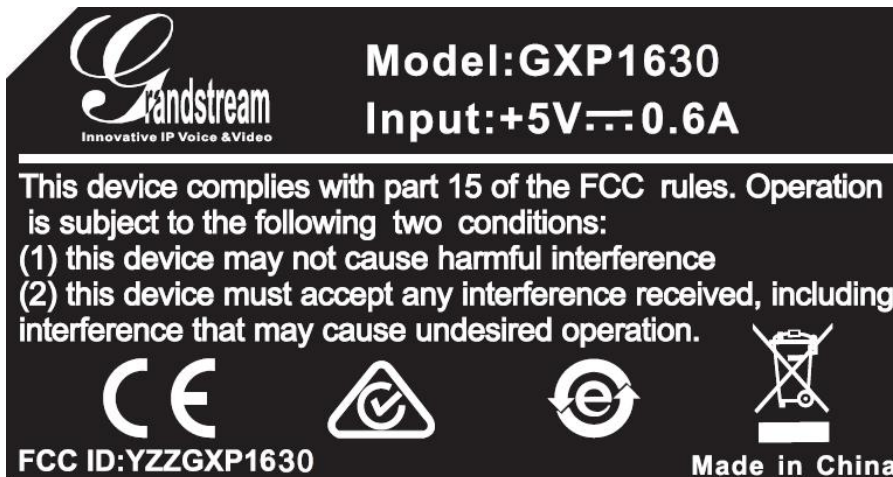 Grandstream
Innovative IP Voice &Video
Model:GXP1630
Input:+5V⎓0.6A
This device complies with part 15 of the FCC rules. Operation
is subject to the following two conditions:
(1) this device may not cause harmful interference
(2) this device must accept any interference received, including
interference that may cause undesired operation.
CE
e
FCC ID:YZZGXP1630
Made in China